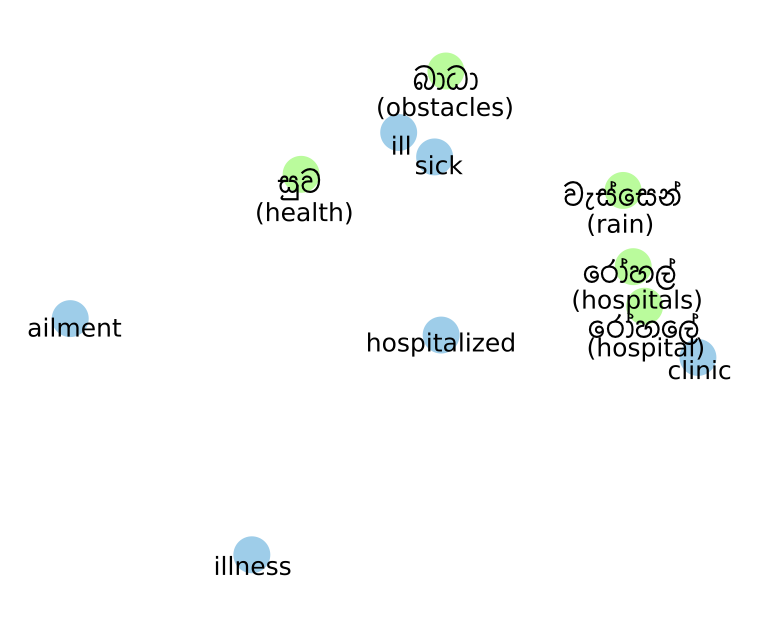 බාධා
(obstacles)
ill
sick
සුව
(health)
වැස්සෙන්
(rain)
රෝහල්
(hospitals)
රෝහලේ
(hospital)
clinic
ailment
hospitalized
illness